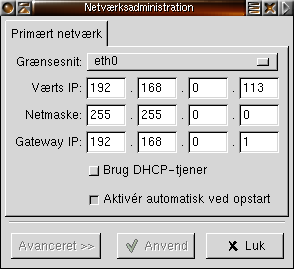 Netværksadministration
Primært netværk
Grænsesnit: eth0
Værts IP: 192 . 168 . 0 . 113
Netmaske: 255 . 255 . 0 . 0
Gateway IP: 192 . 168 . 0 . 1
Brug DHCP-tjener
Aktivér automatisk ved opstart
Avanceret >> Anvend Luk